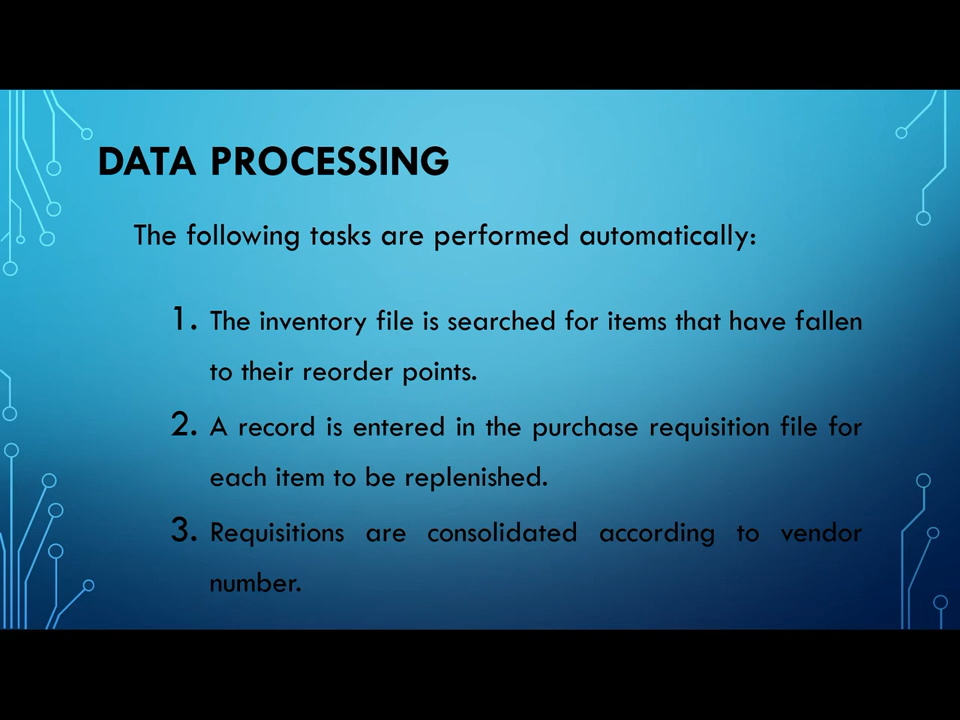 DATA PROCESSING
The following tasks are performed automatically:
1. The inventory file is searched for items that have fallen
to their reorder points.
2. A record is entered in the purchase requisition file for
each item to be replenished.
3. Requisitions are consolidated according to vendor
number.